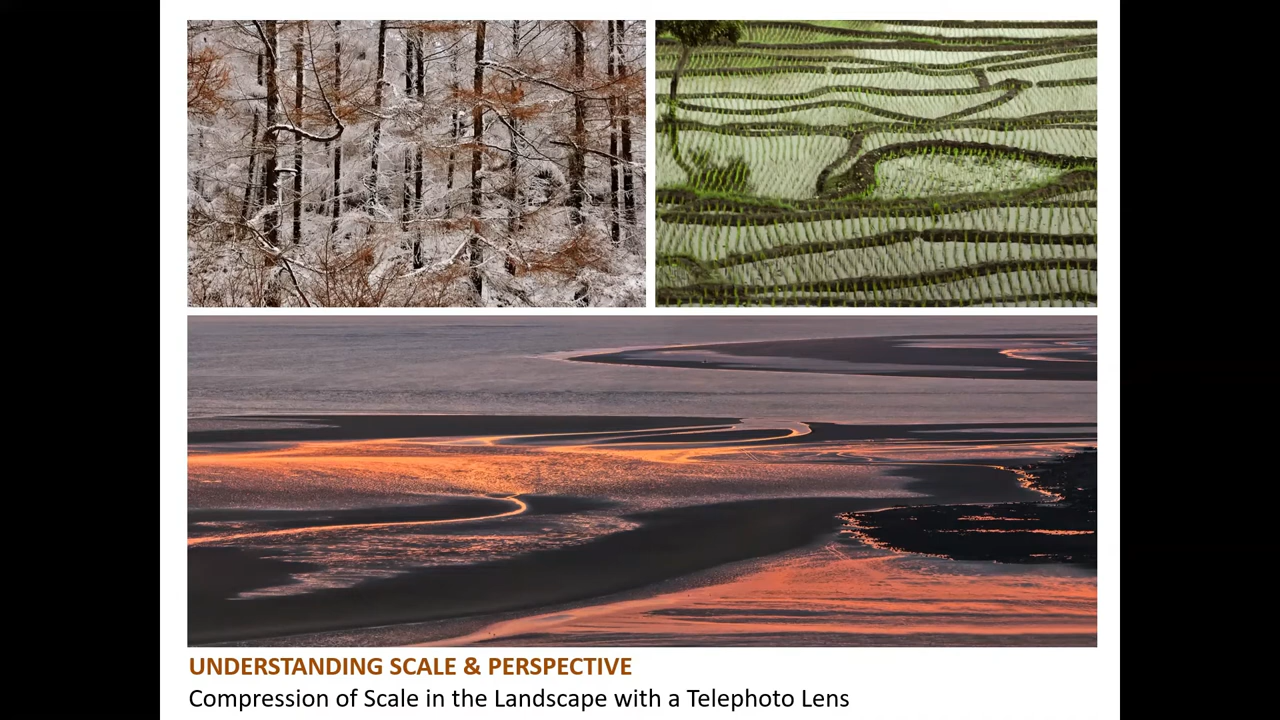 UNDERSTANDING SCALE & PERSPECTIVE
Compression of Scale in the Landscape with a Telephoto Lens